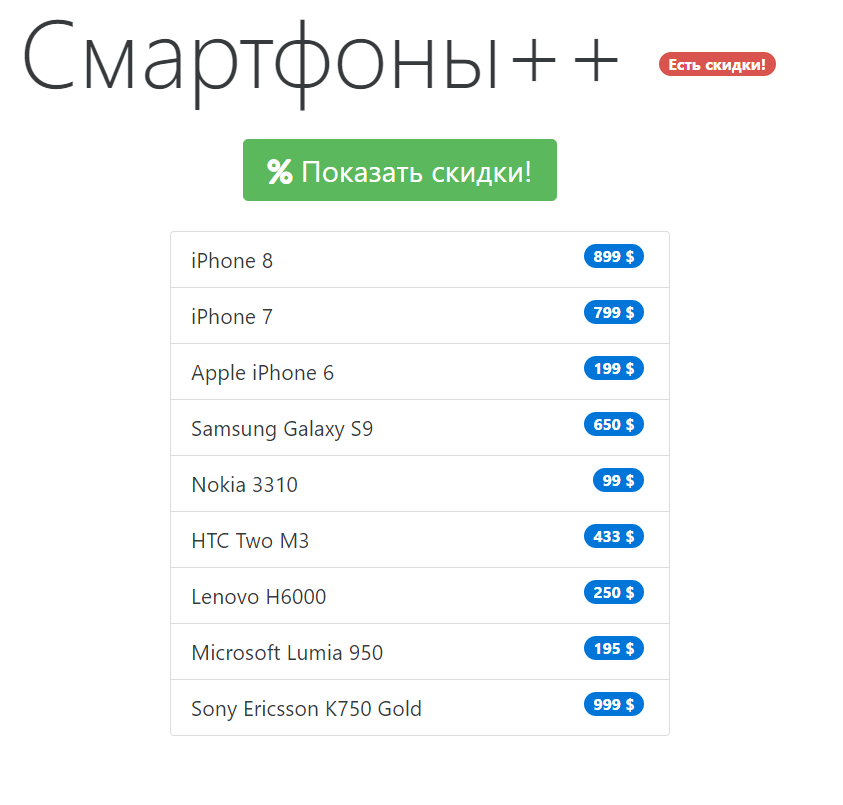 Смартфоны++ Есть скидки!
% Показать скидки!
iPhone 8 899 $
iPhone 7 799 $
Apple iPhone 6 199 $
Samsung Galaxy S9 650 $
Nokia 3310 99 $
HTC Two M3 433 $
Lenovo H6000 250 $
Microsoft Lumia 950 195 $
Sony Ericsson K750 Gold 999 $